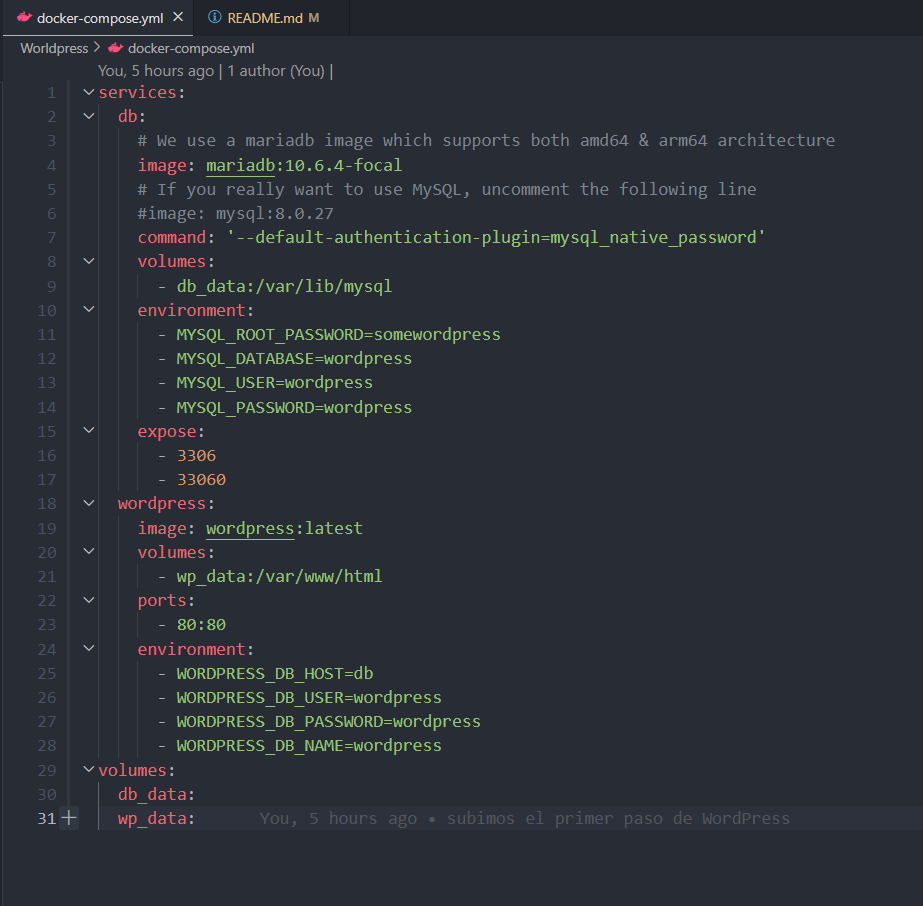 docker-compose.yml × README.md M
Worldpress > docker-compose.yml
You, 5 hours ago | 1 author (You) |
1 services:
2 db:
3 # We use a mariadb image which supports both amd64 & arm64 architecture
4 image: mariadb:10.6.4-focal
5 # If you really want to use MySQL, uncomment the following line
6 #image: mysql:8.0.27
7 command: '--default-authentication-plugin=mysql_native_password'
8 volumes:
9 - db_data:/var/lib/mysql
10 environment:
11 - MYSQL_ROOT_PASSWORD=somewordpress
12 - MYSQL_DATABASE=wordpress
13 - MYSQL_USER=wordpress
14 - MYSQL_PASSWORD=wordpress
15 expose:
16 - 3306
17 - 33060
18 wordpress:
19 image: wordpress:latest
20 volumes:
21 - wp_data:/var/www/html
22 ports:
23 - 80:80
24 environment:
25 - WORDPRESS_DB_HOST=db
26 - WORDPRESS_DB_USER=wordpress
27 - WORDPRESS_DB_PASSWORD=wordpress
28 - WORDPRESS_DB_NAME=wordpress
29 volumes:
30 db_data:
31 wp_data: You, 5 hours ago • subimos el primer paso de WordPress